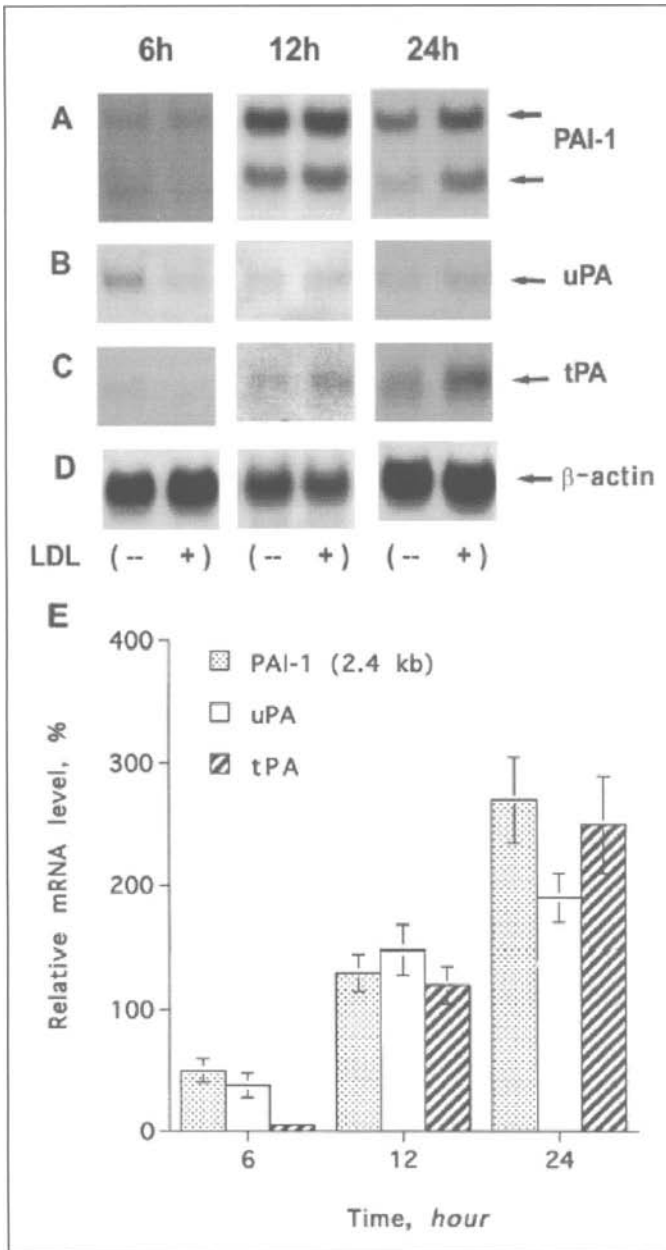 6h 12h 24h
A PAI-1
B uPA
C tPA
D β-actin
LDL (-- +) (-- +) (-- +)
E
400
300
200
100
0
Relative mRNA level, %
PAI-1 (2.4 kb)
uPA
tPA
6 12 24
Time, hour